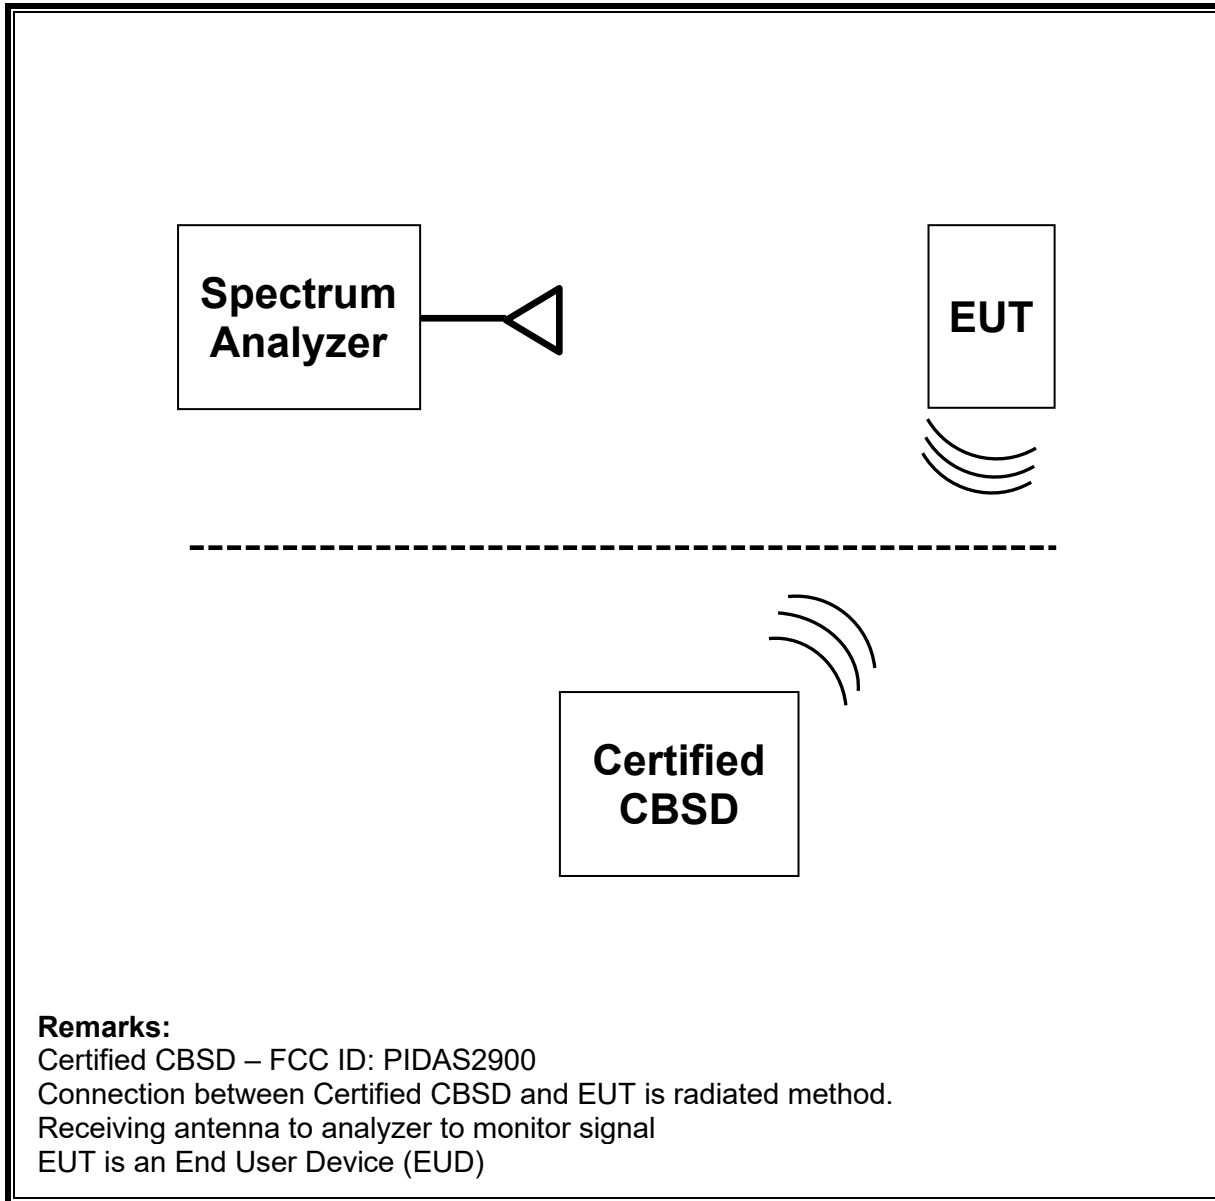 Spectrum
Analyzer
EUT
Certified
CBSD
Remarks:
Certified CBSD – FCC ID: PIDAS2900
Connection between Certified CBSD and EUT is radiated method.
Receiving antenna to analyzer to monitor signal
EUT is an End User Device (EUD)